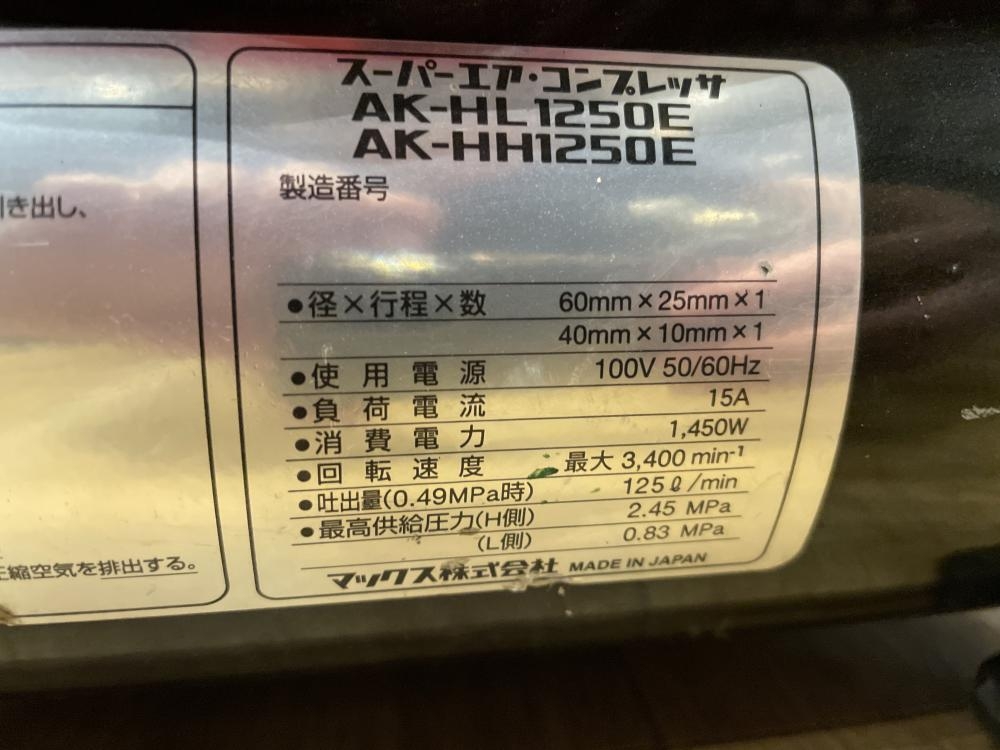 き出し、
圧縮空気を排出する。
スーパーエア・コンプレッサ
AK-HL1250E
AK-HH1250E
製造番号
●径×行程×数 60mm×25mm×1
40mm×10mm×1
●使用電源 100V 50/60Hz
●負荷電流 15A
●消費電力 1,450W
●回転速度 最大 3,400 min⁻¹
●吐出量(0.49MPa時) 125ℓ/min
●最高供給圧力(H側) 2.45 MPa
(L側) 0.83 MPa
マックス株式会社 MADE IN JAPAN